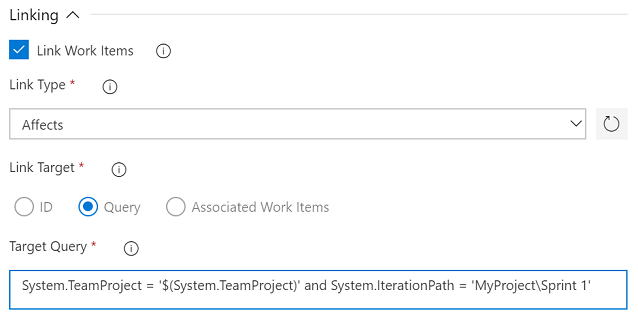 Linking
Link Work Items
Link Type *
Affects
Link Target *
ID Query Associated Work Items
Target Query *
System.TeamProject = '$(System.TeamProject)' and System.IterationPath = 'MyProject\Sprint 1'